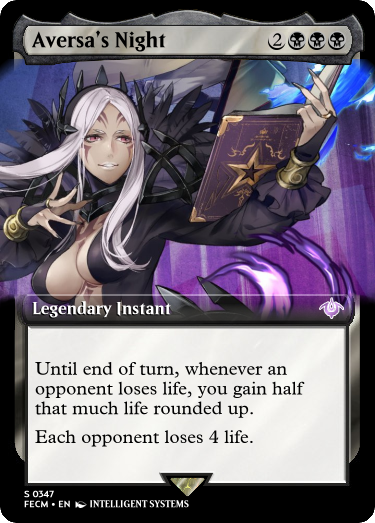 Aversa's Night 2
Legendary Instant
Until end of turn, whenever an
opponent loses life, you gain half
that much life rounded up.
Each opponent loses 4 life.
S 0347
FECM • EN INTELLIGENT SYSTEMS